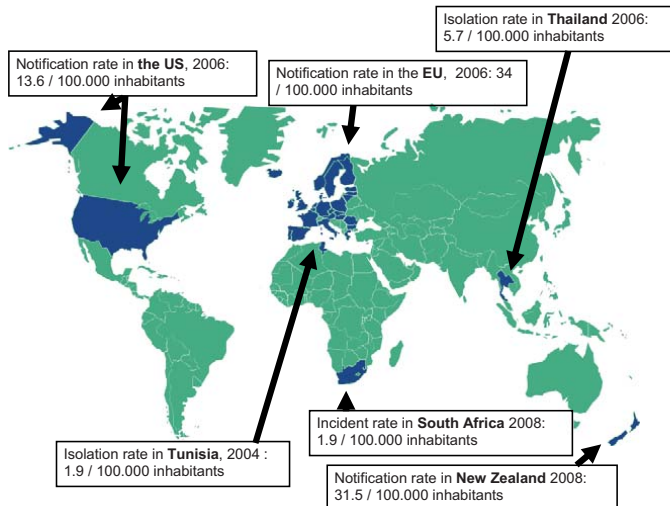 Isolation rate in Thailand 2006:
5.7 / 100.000 inhabitants
Notification rate in the US, 2006:
13.6 / 100.000 inhabitants
Notification rate in the EU, 2006: 34
/ 100.000 inhabitants
Isolation rate in Tunisia, 2004 :
1.9 / 100.000 inhabitants
Incident rate in South Africa 2008:
1.9 / 100.000 inhabitants
Notification rate in New Zealand 2008:
31.5 / 100.000 inhabitants